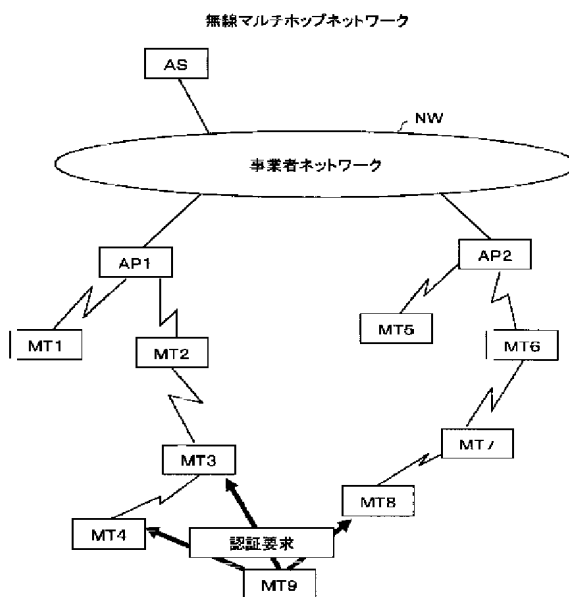 無線マルチホップネットワーク
AS
NW
事業者ネットワーク
AP1
AP2
MT1
MT2
MT5
MT6
MT3
MT7
MT8
MT4
認証要求
MT9